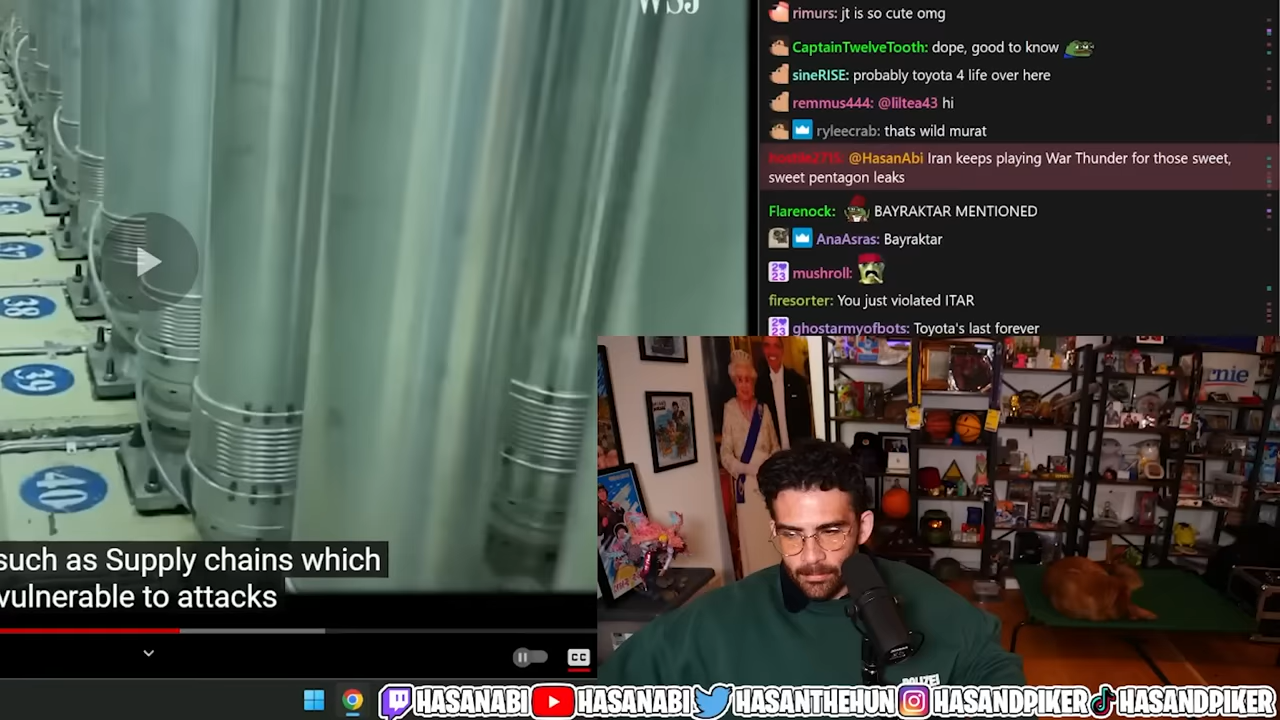 WSJ
rimurs: jt is so cute omg
CaptainTwelveTooth: dope, good to know
sineRISE: probably toyota 4 life over here
remmus444: @liltea43 hi
ryleecrab: thats wild murat
hostile2715: @HasanAbi Iran keeps playing War Thunder for those sweet,
sweet pentagon leaks
Flarenock: BAYRAKTAR MENTIONED
AnaAsras: Bayraktar
mushroll:
firesorter: You just violated ITAR
ghostarmyofbots: Toyota's last forever
38
39
40
such as Supply chains which
vulnerable to attacks
CC
nie
POLIZEI
HASANABI HASANABI HASANTHEHUN HASANDPIKER HASANDPIKER